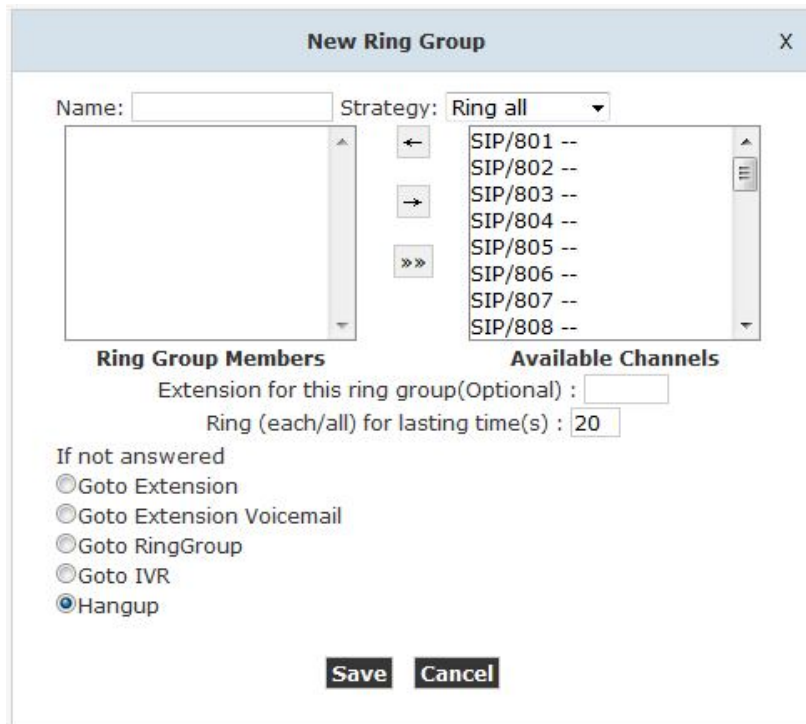 New Ring Group X
Name: Strategy: Ring all
← SIP/801 --
SIP/802 --
→ SIP/803 --
SIP/804 --
SIP/805 --
»» SIP/806 --
SIP/807 --
SIP/808 --
Ring Group Members Available Channels
Extension for this ring group(Optional) :
Ring (each/all) for lasting time(s) : 20
If not answered
Goto Extension
Goto Extension Voicemail
Goto RingGroup
Goto IVR
Hangup
Save Cancel